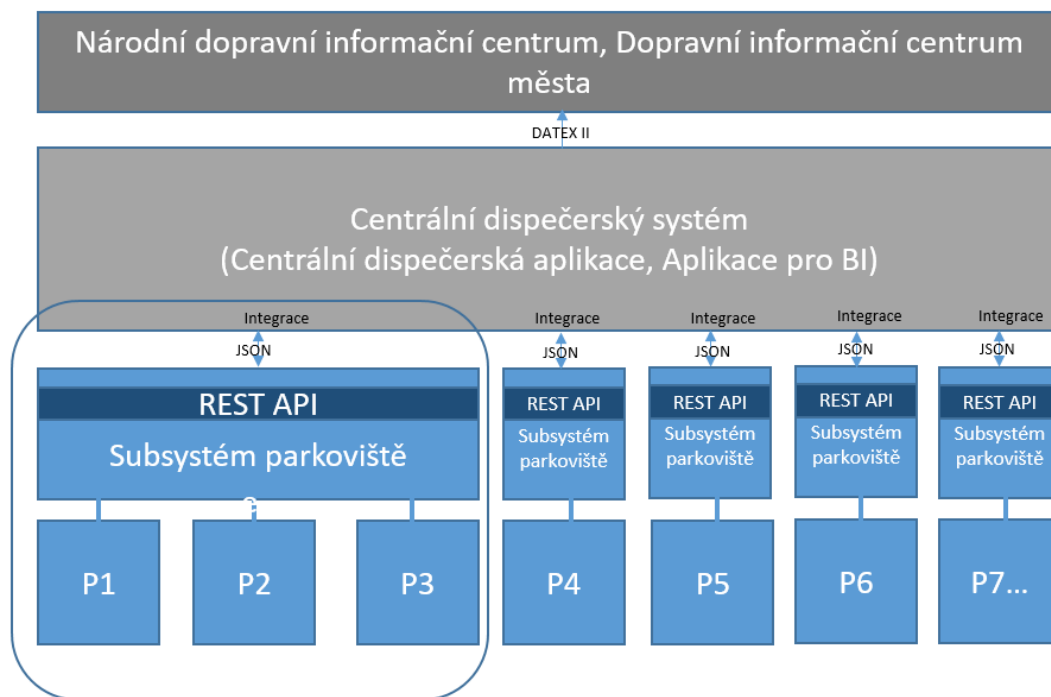 Národní dopravní informační centrum, Dopravní informační centrum
města
DATEX II
Centrální dispečerský systém
(Centrální dispečerská aplikace, Aplikace pro BI)
Integrace
Integrace
Integrace
Integrace
Integrace
JSON
JSON
JSON
JSON
JSON
REST API
REST API
REST API
REST API
REST API
Subsystém parkoviště
Subsystém
parkoviště
Subsystém
parkoviště
Subsystém
parkoviště
Subsystém
parkoviště
P1
P2
P3
P4
P5
P6
P7...